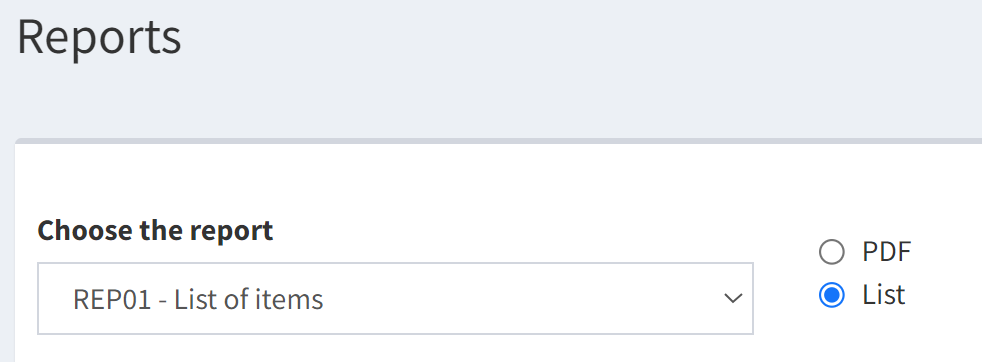 Reports
Choose the report
REP01 - List of items
PDF
List